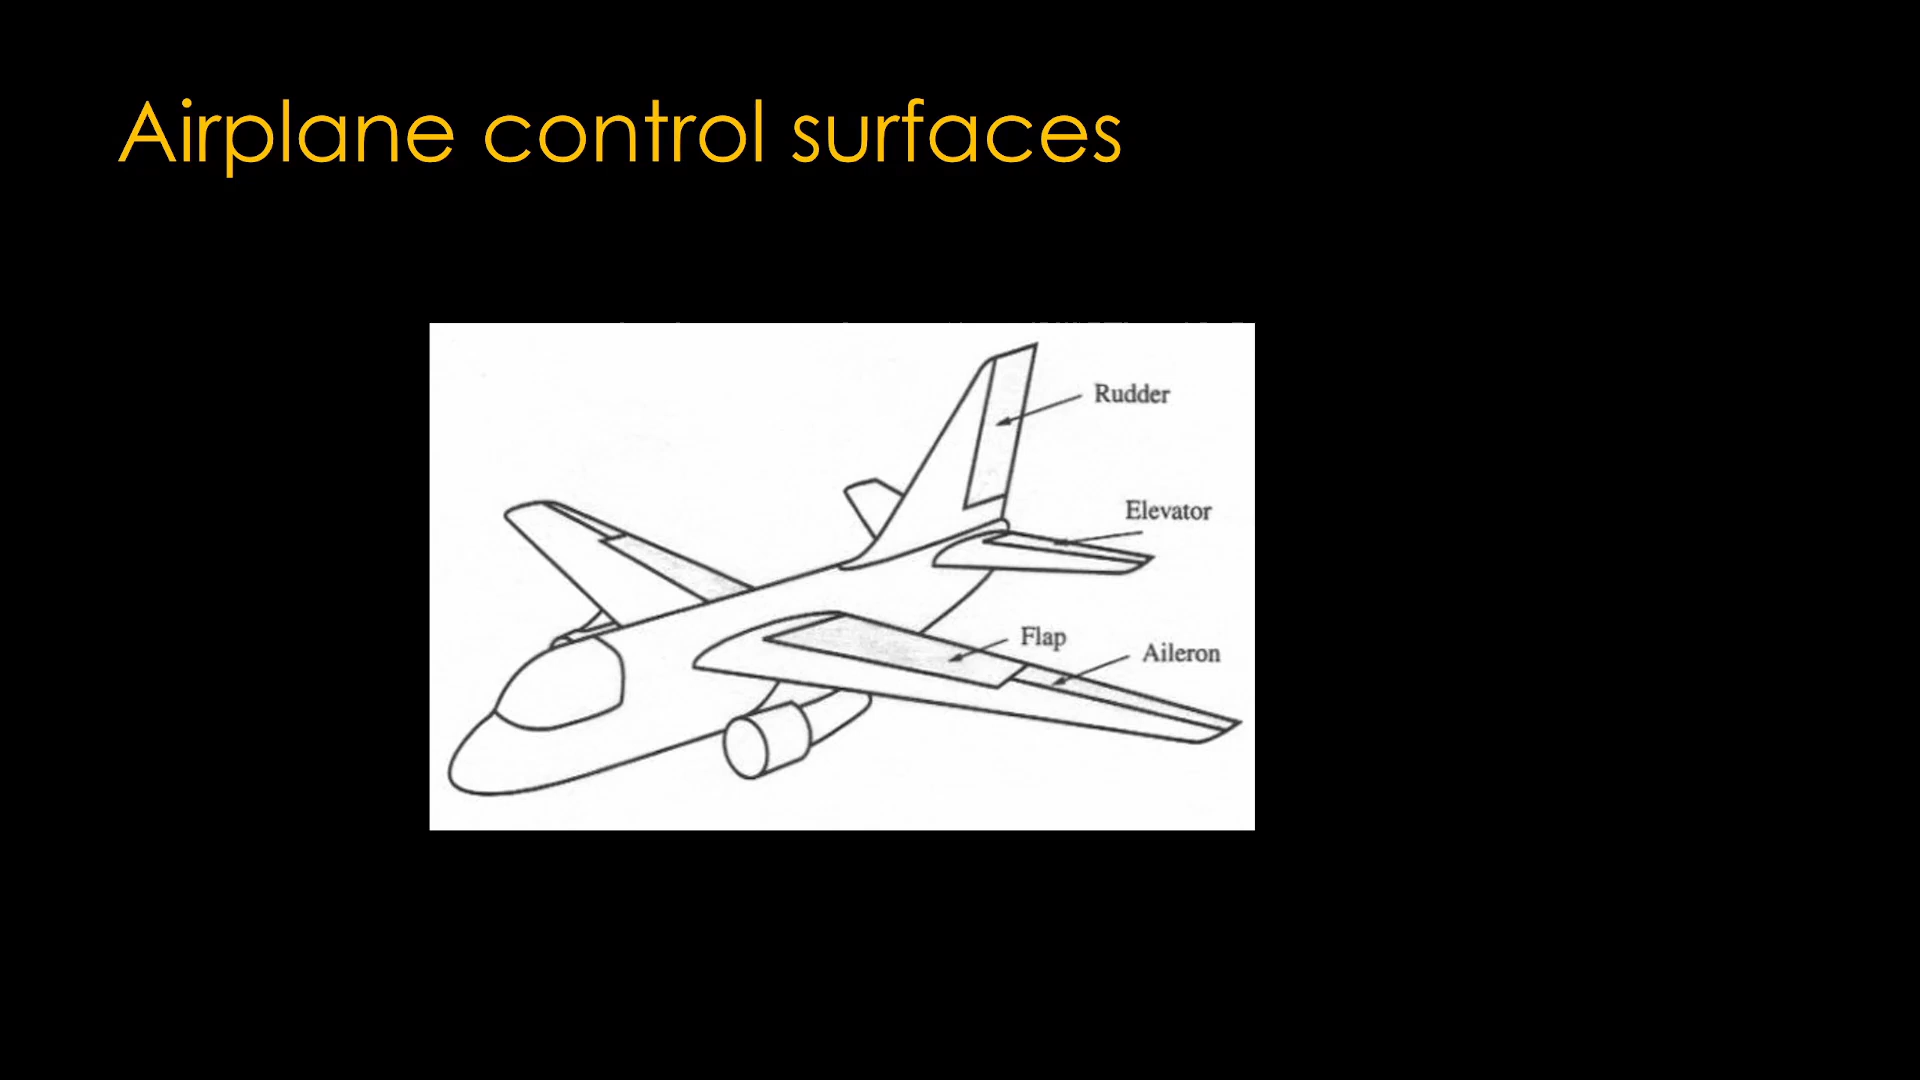 Airplane control surfaces
Rudder
Elevator
Flap
Aileron